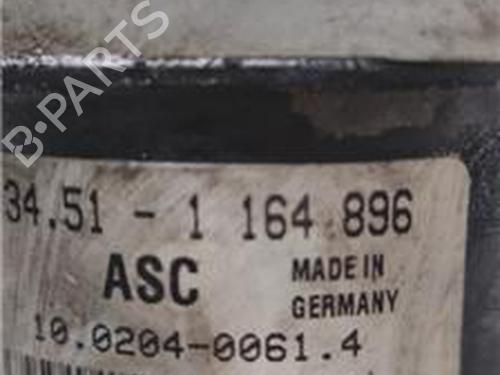 B-PARTS
34.51 - 1 164 896
ASC MADE IN
GERMANY
10.0204-0061.4